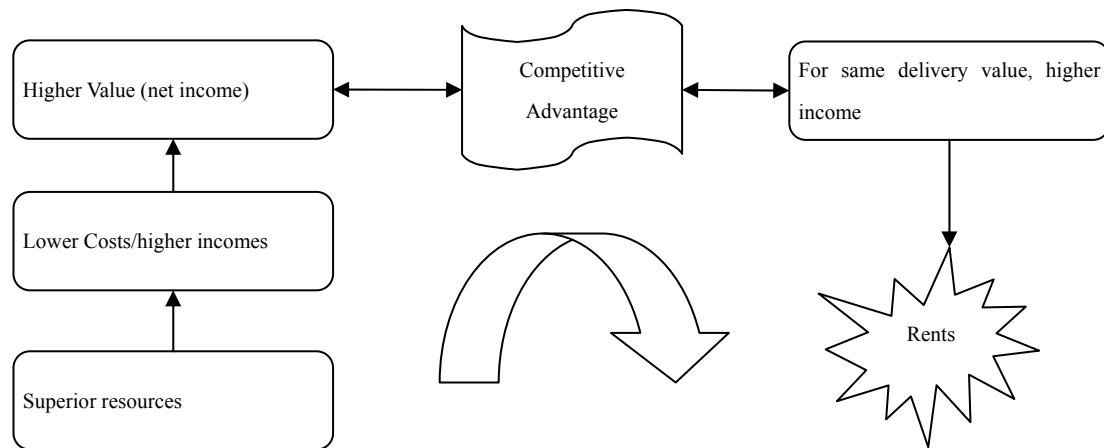 Higher Value (net income)
Competitive
Advantage
For same delivery value, higher
income
Lower Costs/higher incomes
Rents
Superior resources